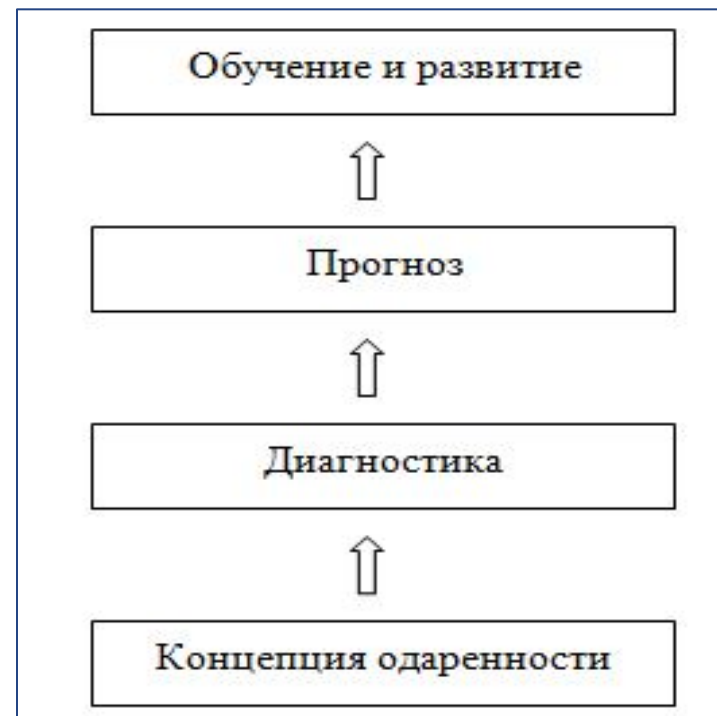 Обучение и развитие
Прогноз
Диагностика
Концепция одаренности